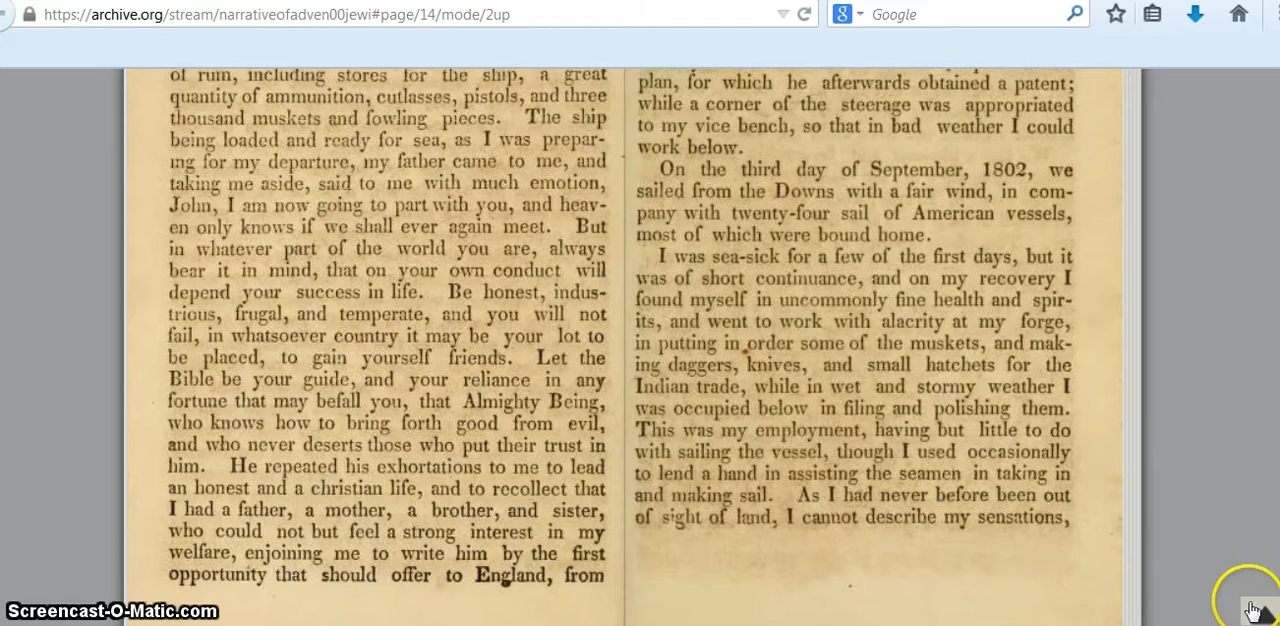 https://archive.org/stream/narrativeofadven00jewi#page/14/mode/2up
Google
of rum, including stores for the ship, a great
quantity of ammunition, cutlasses, pistols, and three
thousand muskets and fowling pieces. The ship
being loaded and ready for sea, as I was prepar-
ing for my departure, my father came to me, and
taking me aside, said to me with much emotion,
John, I am now going to part with you, and heav-
en only knows if we shall ever again meet. But
in whatever part of the world you are, always
bear it in mind, that on your own conduct will
depend your success in life. Be honest, indus-
trious, frugal, and temperate, and you will not
fail, in whatsoever country it may be your lot to
be placed, to gain yourself friends. Let the
Bible be your guide, and your reliance in any
fortune that may befall you, that Almighty Being,
who knows how to bring forth good from evil,
and who never deserts those who put their trust in
him. He repeated his exhortations to me to lead
an honest and a christian life, and to recollect that
I had a father, a mother, a brother, and sister,
who could not but feel a strong interest in my
welfare, enjoining me to write him by the first
opportunity that should offer to England, from
plan, for which he afterwards obtained a patent;
while a corner of the steerage was appropriated
to my vice bench, so that in bad weather I could
work below.
On the third day of September, 1802, we
sailed from the Downs with a fair wind, in com-
pany with twenty-four sail of American vessels,
most of which were bound home.
I was sea-sick for a few of the first days, but it
was of short continuance, and on my recovery I
found myself in uncommonly fine health and spir-
its, and went to work with alacrity at my forge,
in putting in order some of the muskets, and mak-
ing daggers, knives, and small hatchets for the
Indian trade, while in wet and stormy weather I
was occupied below in filing and polishing them.
This was my employment, having but little to do
with sailing the vessel, though I used occasionally
to lend a hand in assisting the seamen in taking in
and making sail. As I had never before been out
of sight of land, I cannot describe my sensations,
Screencast-O-Matic.com